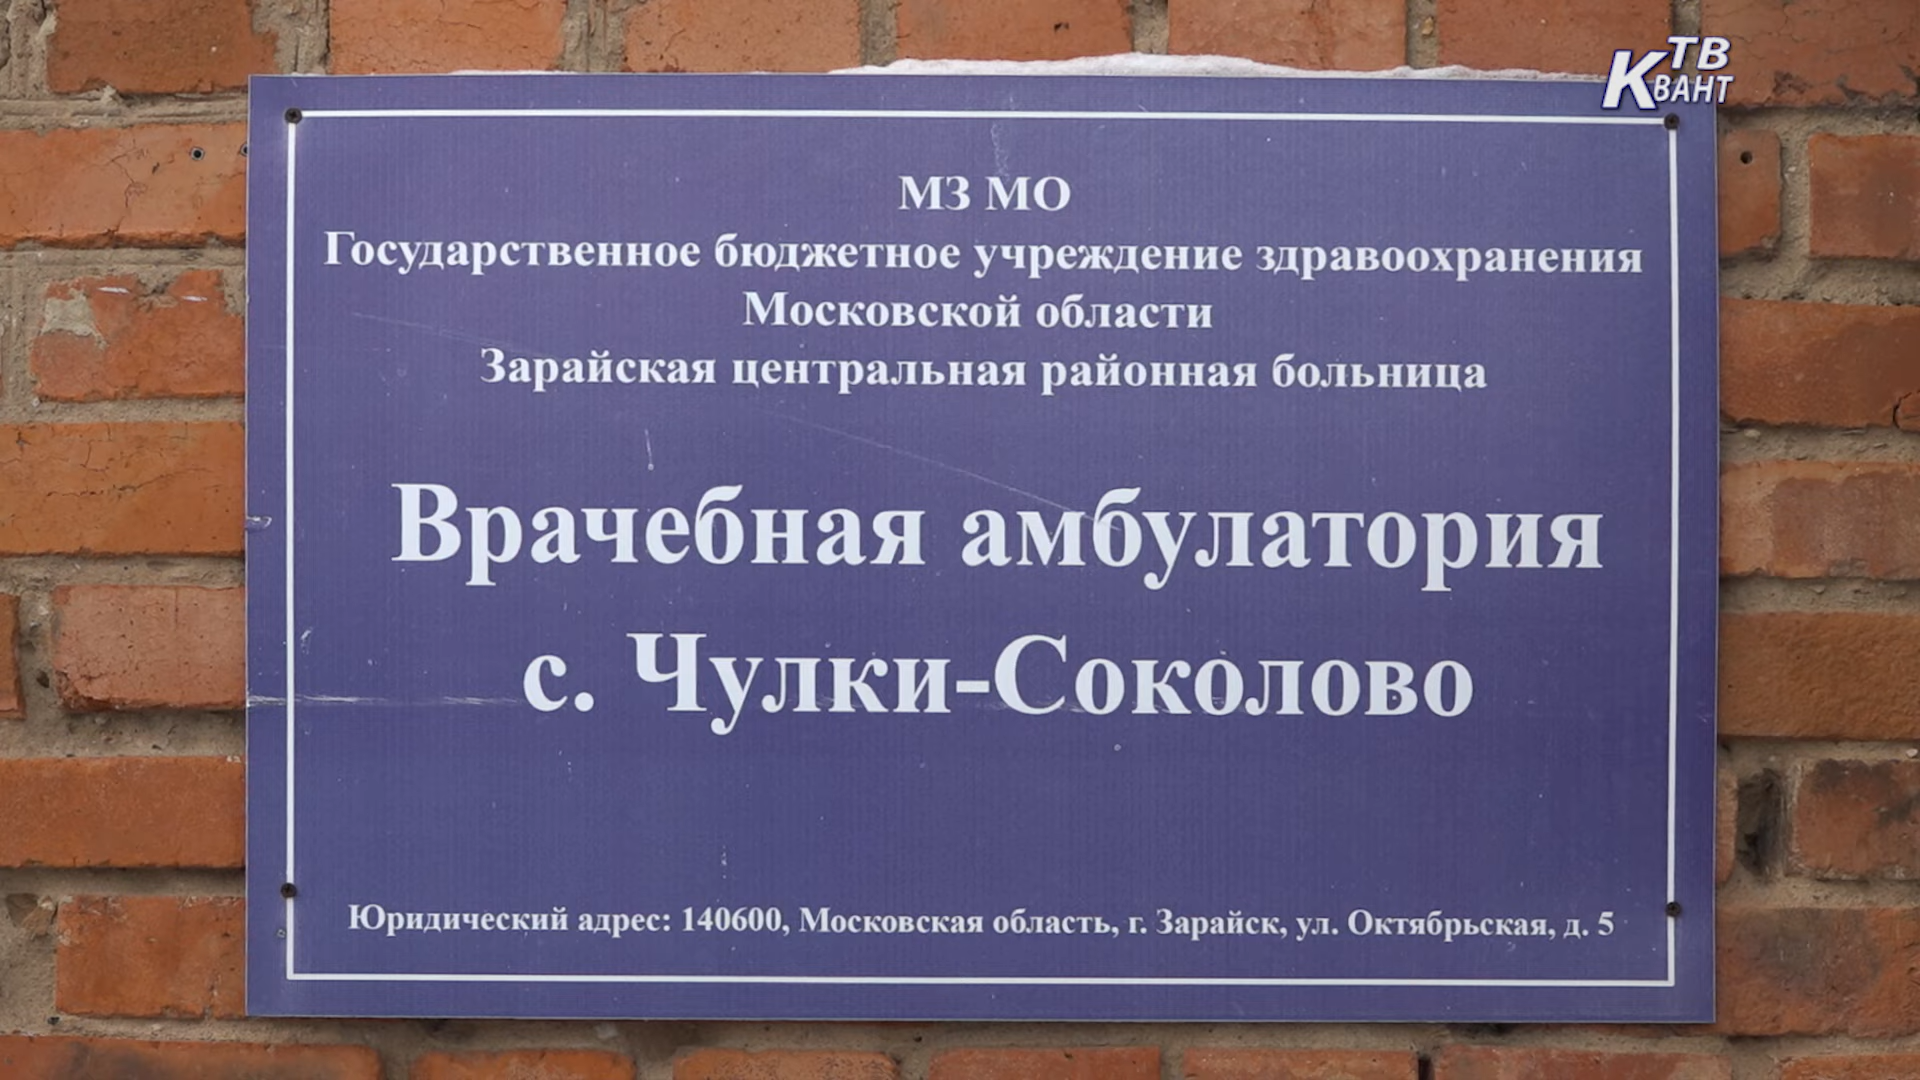 ТВ
КВАНТ
МЗ МО
Государственное бюджетное учреждение здравоохранения
Московской области
Зарайская центральная районная больница
Врачебная амбулатория
с. Чулки-Соколово
Юридический адрес: 140600, Московская область, г. Зарайск, ул. Октябрьская, д. 5